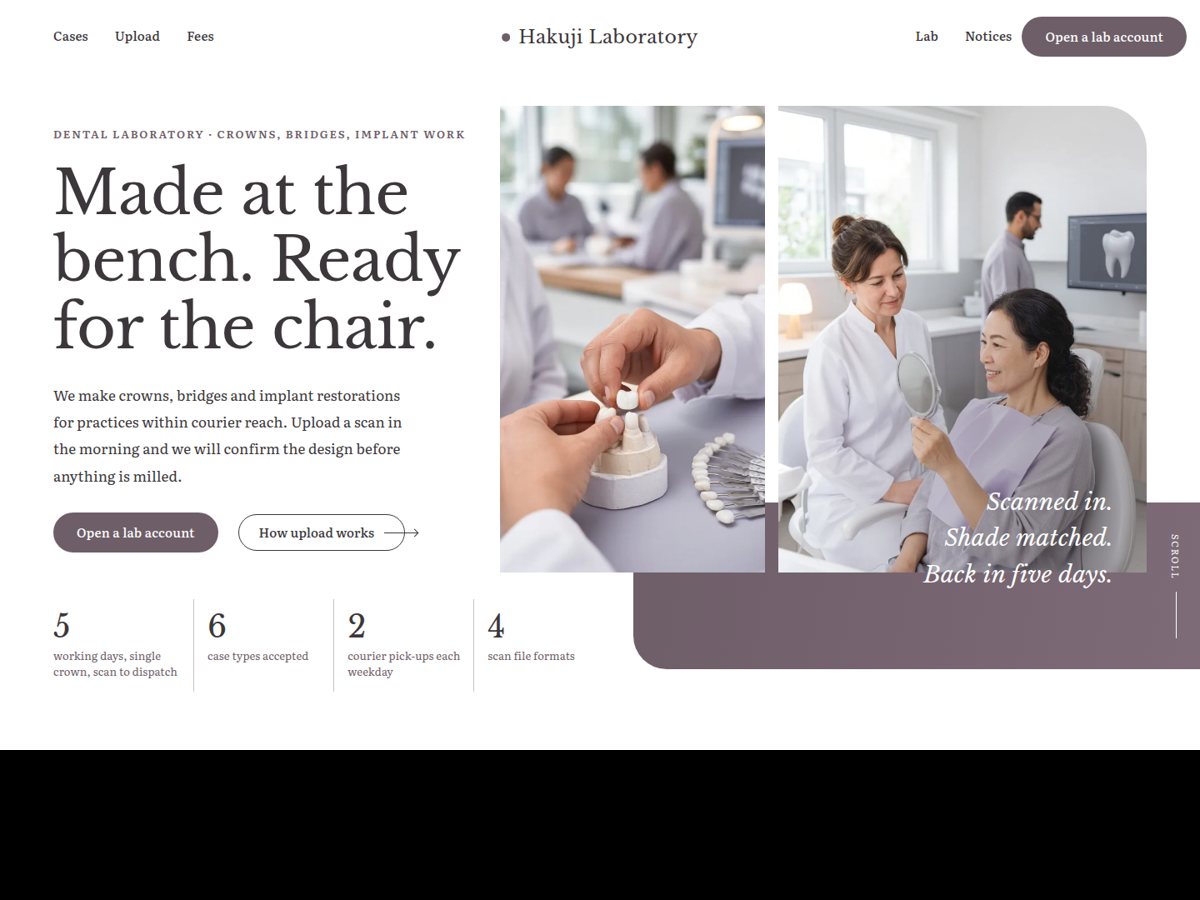 Cases
Upload
Fees
Hakuji Laboratory
Lab
Notices
Open a lab account
DENTAL LABORATORY · CROWNS, BRIDGES, IMPLANT WORK
Made at the
bench. Ready
for the chair.
We make crowns, bridges and implant restorations
for practices within courier reach. Upload a scan in
the morning and we will confirm the design before
anything is milled.
Open a lab account
How upload works
Scanned in.
Shade matched.
Back in five days.
SCROLL
5
working days, single
crown, scan to dispatch
6
case types accepted
2
courier pick-ups each
weekday
4
scan file formats